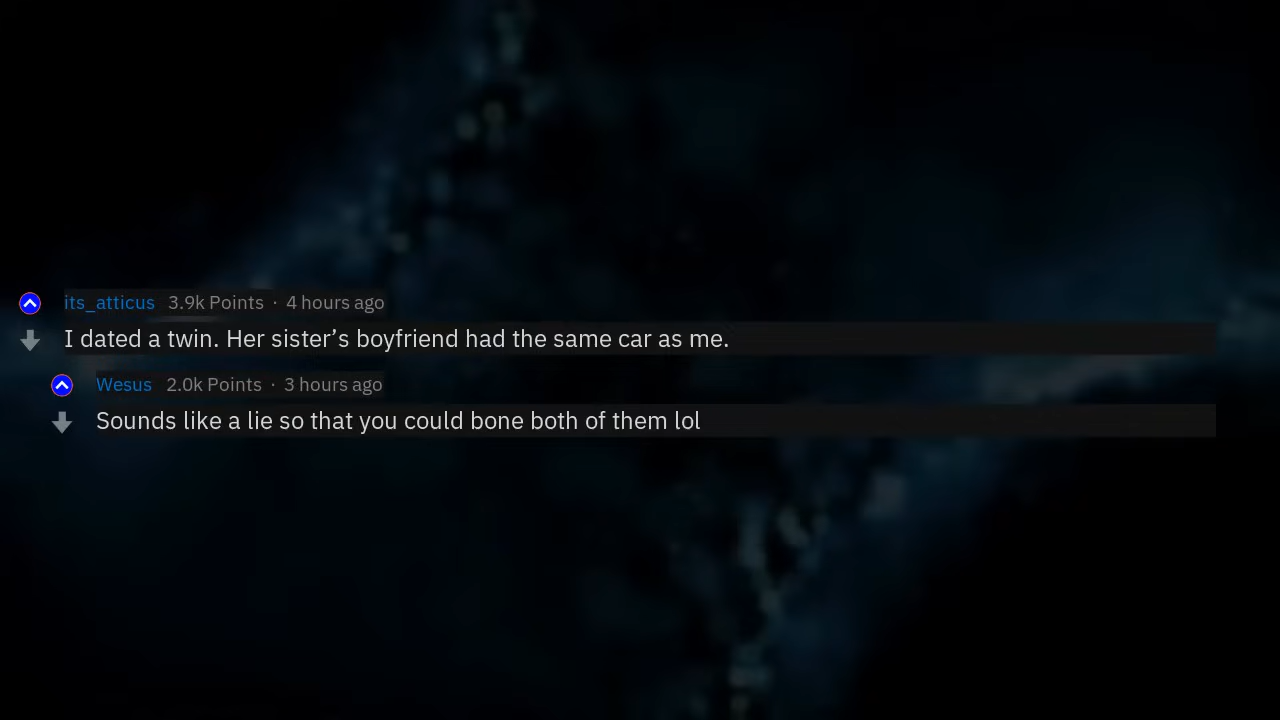 its_atticus 3.9k Points · 4 hours ago
I dated a twin. Her sister’s boyfriend had the same car as me.
Wesus 2.0k Points · 3 hours ago
Sounds like a lie so that you could bone both of them lol